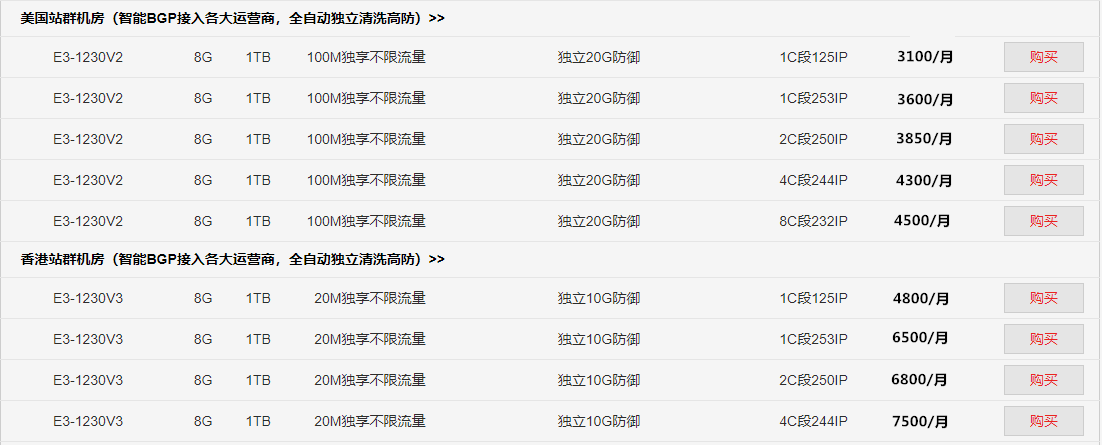 美国站群机房（智能BGP接入各大运营商，全自动独立清洗高防）>>
E3-1230V2 8G 1TB 100M独享不限流量 独立20G防御 1C段125IP 3100/月 购买
E3-1230V2 8G 1TB 100M独享不限流量 独立20G防御 1C段253IP 3600/月 购买
E3-1230V2 8G 1TB 100M独享不限流量 独立20G防御 2C段250IP 3850/月 购买
E3-1230V2 8G 1TB 100M独享不限流量 独立20G防御 4C段244IP 4300/月 购买
E3-1230V2 8G 1TB 100M独享不限流量 独立20G防御 8C段232IP 4500/月 购买
香港站群机房（智能BGP接入各大运营商，全自动独立清洗高防）>>
E3-1230V3 8G 1TB 20M独享不限流量 独立10G防御 1C段125IP 4800/月 购买
E3-1230V3 8G 1TB 20M独享不限流量 独立10G防御 1C段253IP 6500/月 购买
E3-1230V3 8G 1TB 20M独享不限流量 独立10G防御 2C段250IP 6800/月 购买
E3-1230V3 8G 1TB 20M独享不限流量 独立10G防御 4C段244IP 7500/月 购买